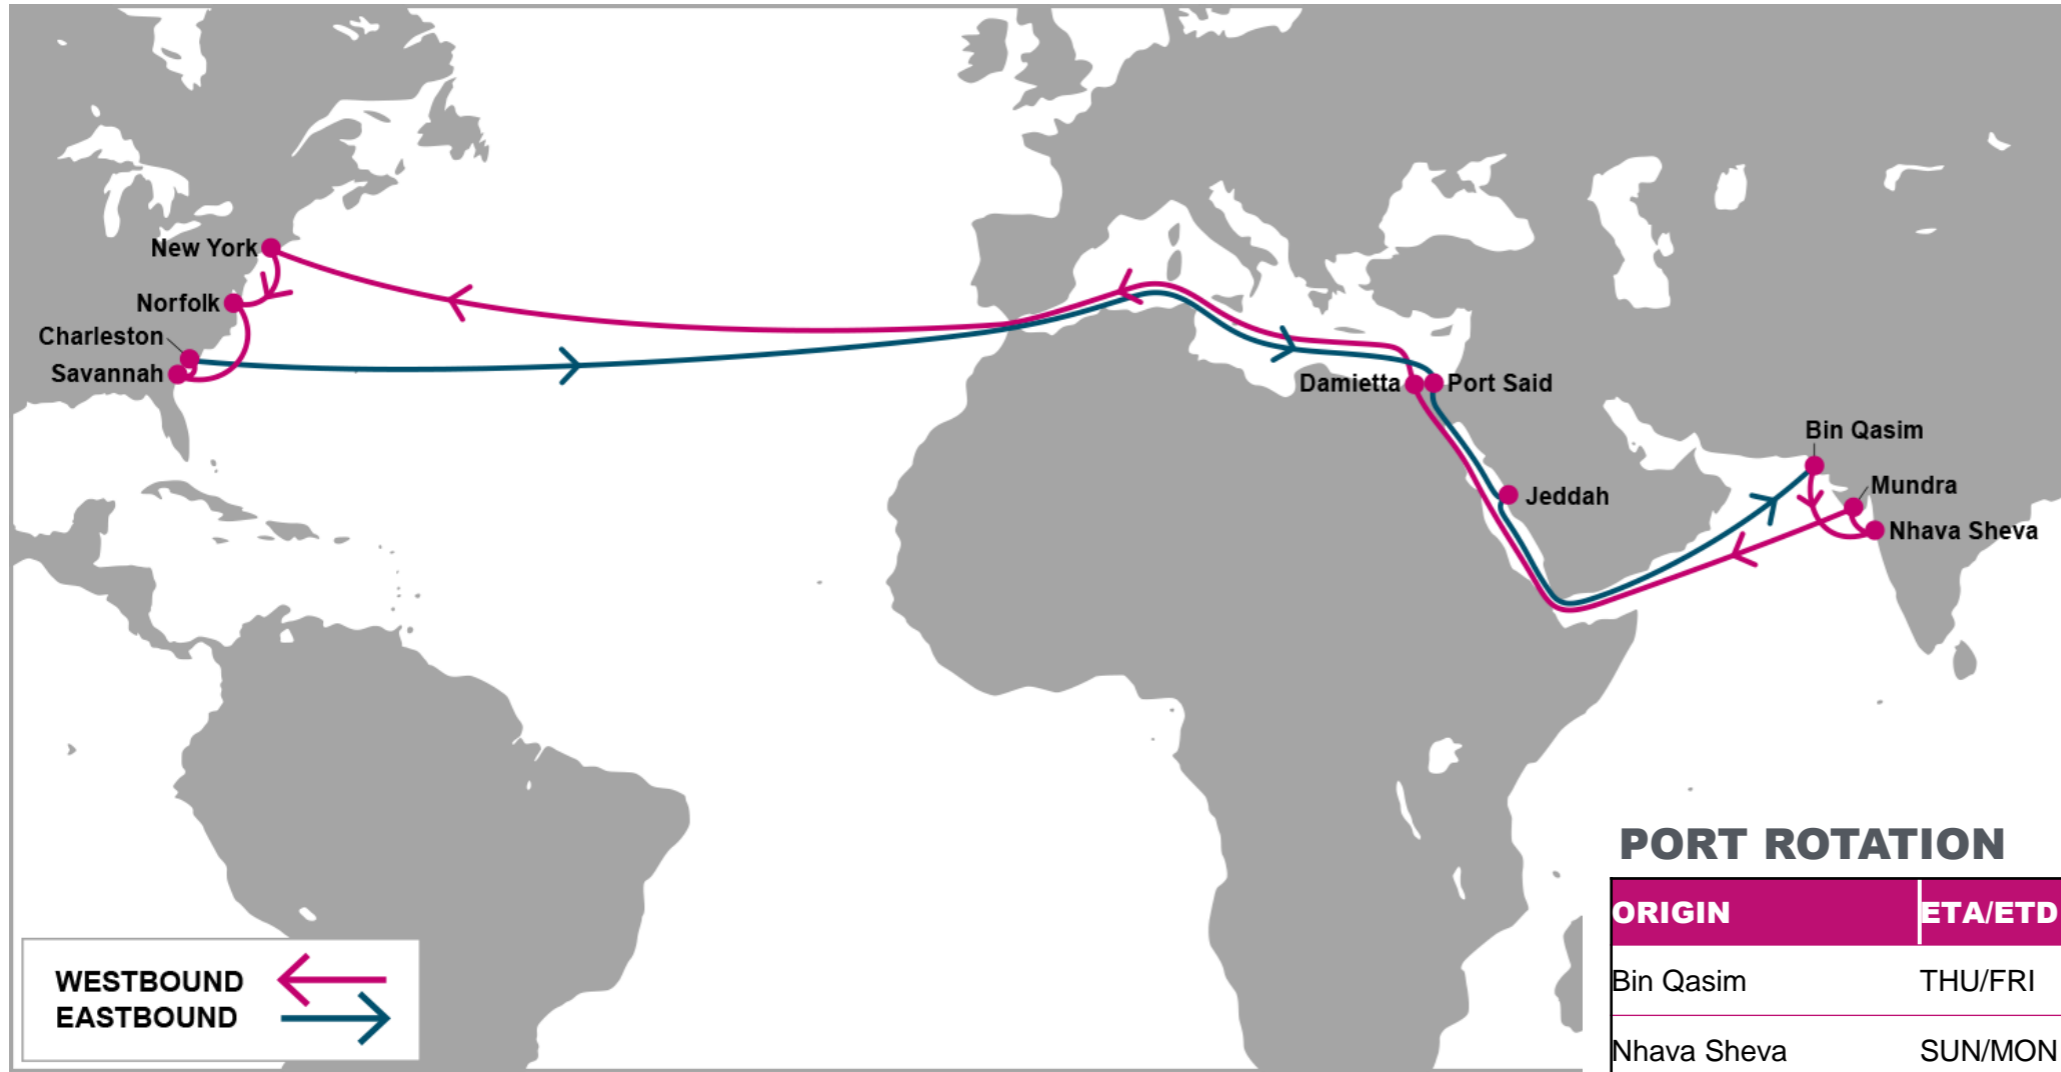 New York
Norfolk
Charleston
Savannah
Damietta
Port Said
Jeddah
Bin Qasim
Mundra
Nhava Sheva
WESTBOUND
EASTBOUND
PORT ROTATION
ORIGIN ETA/ETD
Bin Qasim THU/FRI
Nhava Sheva SUN/MON